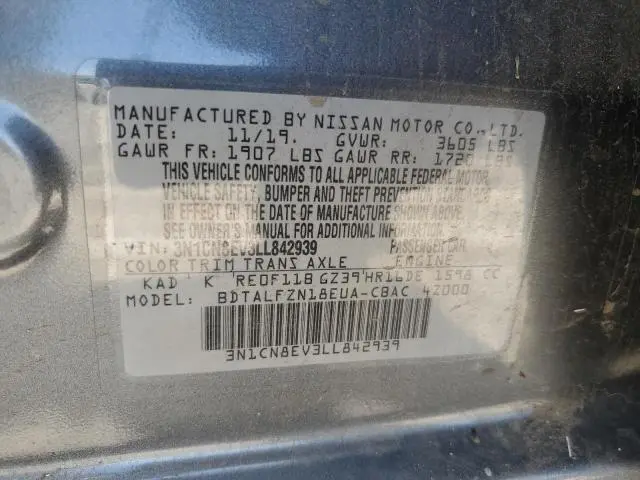 MANUFACTURED BY NISSAN MOTOR CO., LTD.
DATE: 11/19. GVWR: 3605 LBS
GAWR FR: 1907 LBS GAWR RR: 1720 LBS
THIS VEHICLE CONFORMS TO ALL APPLICABLE FEDERAL MOTOR
VEHICLE SAFETY, BUMPER AND THEFT PREVENTION STANDARDS
IN EFFECT ON THE DATE OF MANUFACTURE SHOWN ABOVE.
SEE OWNER'S MANUAL FOR ADDITIONAL INFORMATION
VIN: 3N1CN8EV3LL842939 PASSENGER CAR
COLOR TRIM TRANS AXLE ENGINE
KAD K RE0F11B GZ39 HR16DE 1598 CC
MODEL: BDTALFZN18EUA-CBAC 42000
3N1CN8EV3LL842939